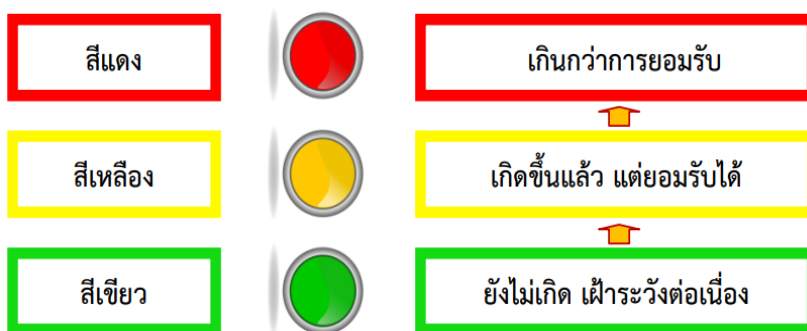 สีแดง
เกินกว่าการยอมรับ
สีเหลือง
เกิดขึ้นแล้ว แต่ยอมรับได้
สีเขียว
ยังไม่เกิด เฝ้าระวังต่อเนื่อง